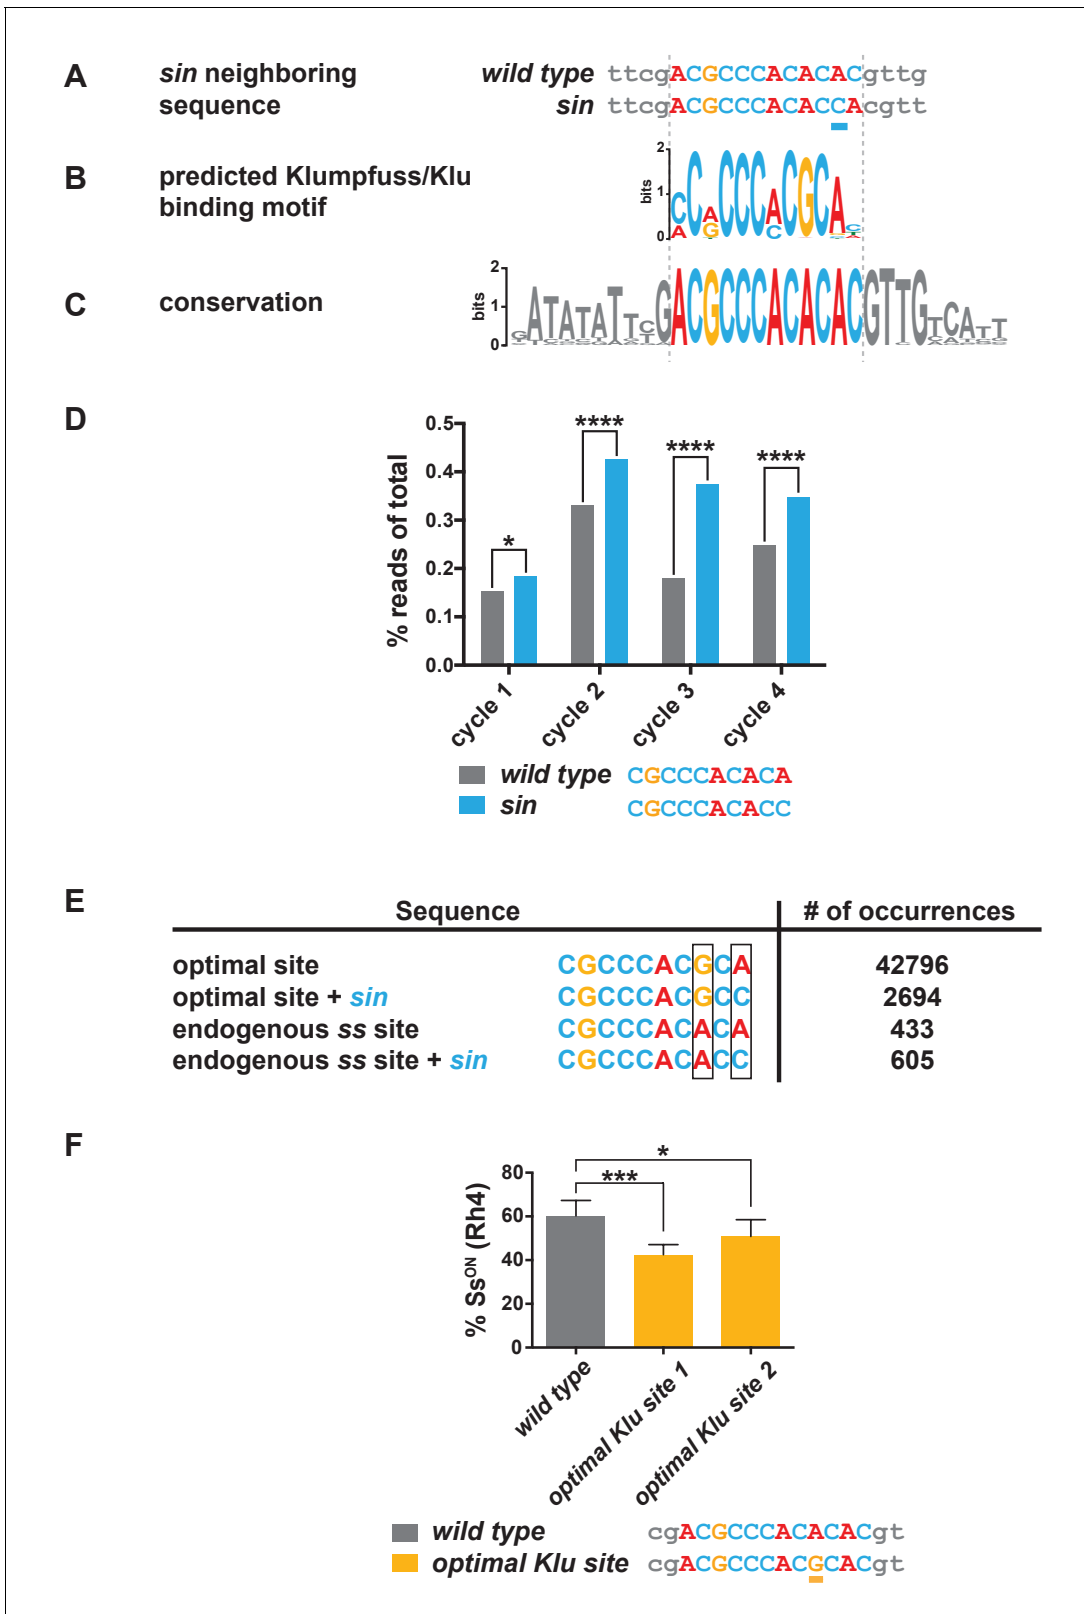 A
sin neighboring
sequence
wild type ttcgACGCCCACACACgttg
sin ttcgACGCCCACACCAcgtt
B
predicted Klumpfuss/Klu
binding motif
bits
2
1
0
C
conservation
bits
2
1
0
GACGCCCACACACGTTG
D
% reads of total
0.5
0.4
0.3
0.2
0.1
0.0
*
****
****
****
cycle 1
cycle 2
cycle 3
cycle 4
wild type CGCCCACACA
sin CGCCCACACC
E
Sequence # of occurrences
optimal site CGCCCACGCA 42796
optimal site + sin CGCCCACGCC 2694
endogenous ss site CGCCCACACA 433
endogenous ss site + sin CGCCCACACC 605
F
% Ss^ON (Rh4)
80
60
40
20
0
*
***
wild type
optimal Klu site 1
optimal Klu site 2
wild type cgACGCCCACACACgt
optimal Klu site cgACGCCCACGCACgt